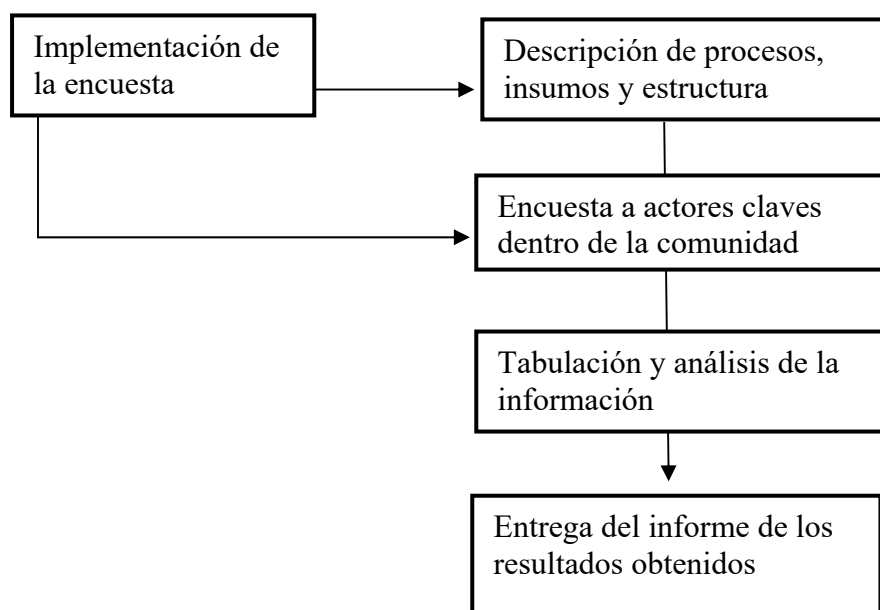 Implementación de
la encuesta
Descripción de procesos,
insumos y estructura
Encuesta a actores claves
dentro de la comunidad
Tabulación y análisis de la
información
Entrega del informe de los
resultados obtenidos